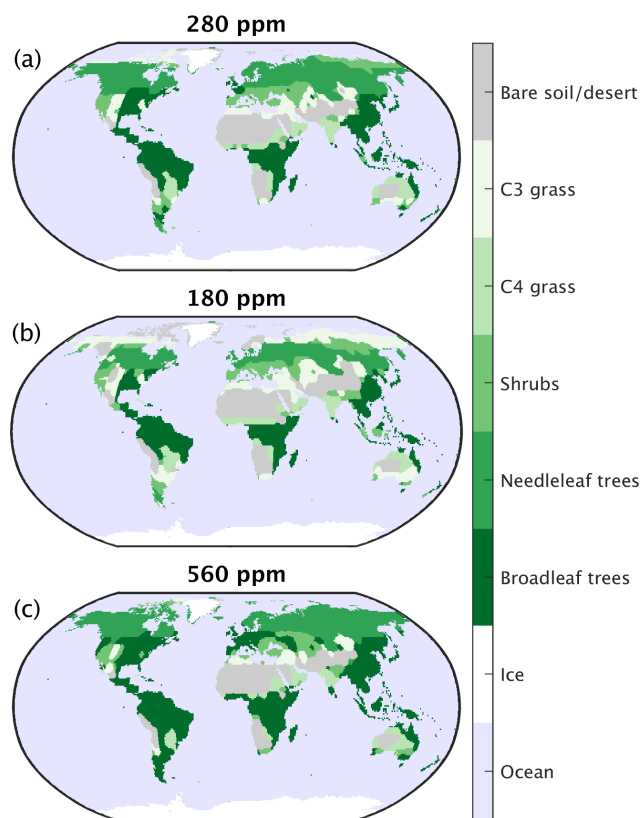 280 ppm
(a)
180 ppm
(b)
560 ppm
(c)
Bare soil/desert
C3 grass
C4 grass
Shrubs
Needleleaf trees
Broadleaf trees
Ice
Ocean